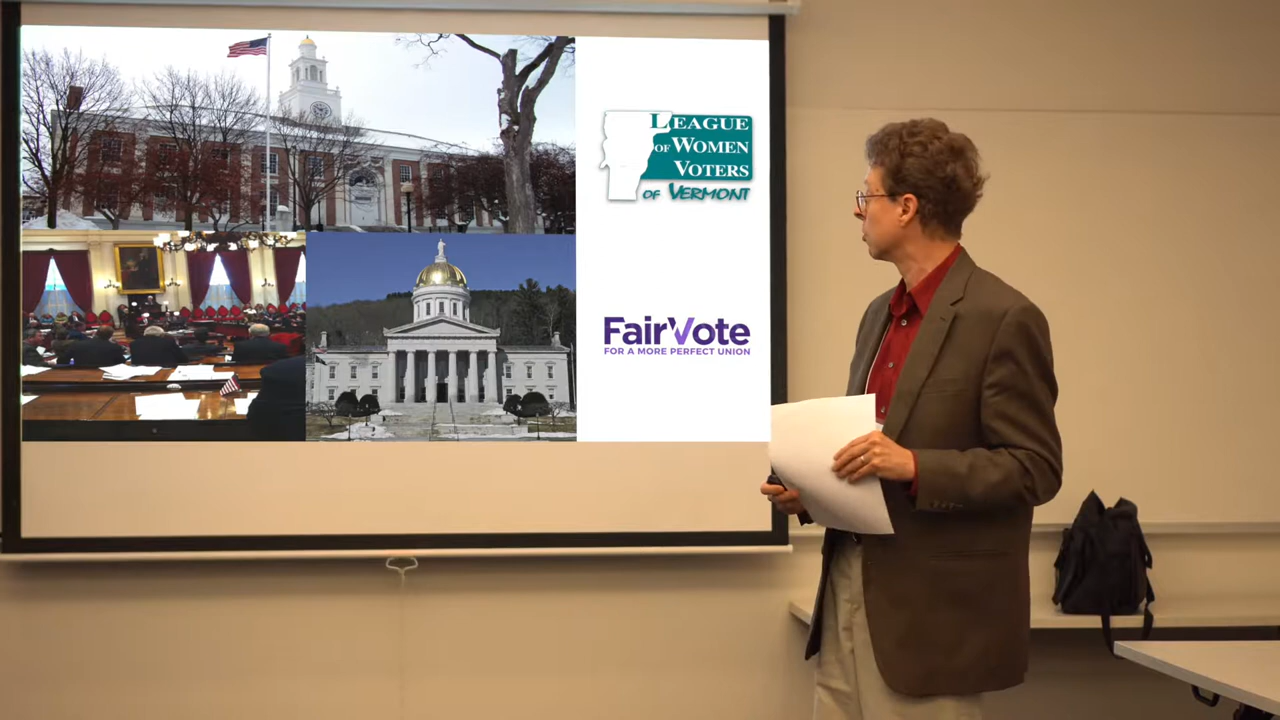 LEAGUE
OF WOMEN
VOTERS
OF VERMONT
FairVote
FOR A MORE PERFECT UNION